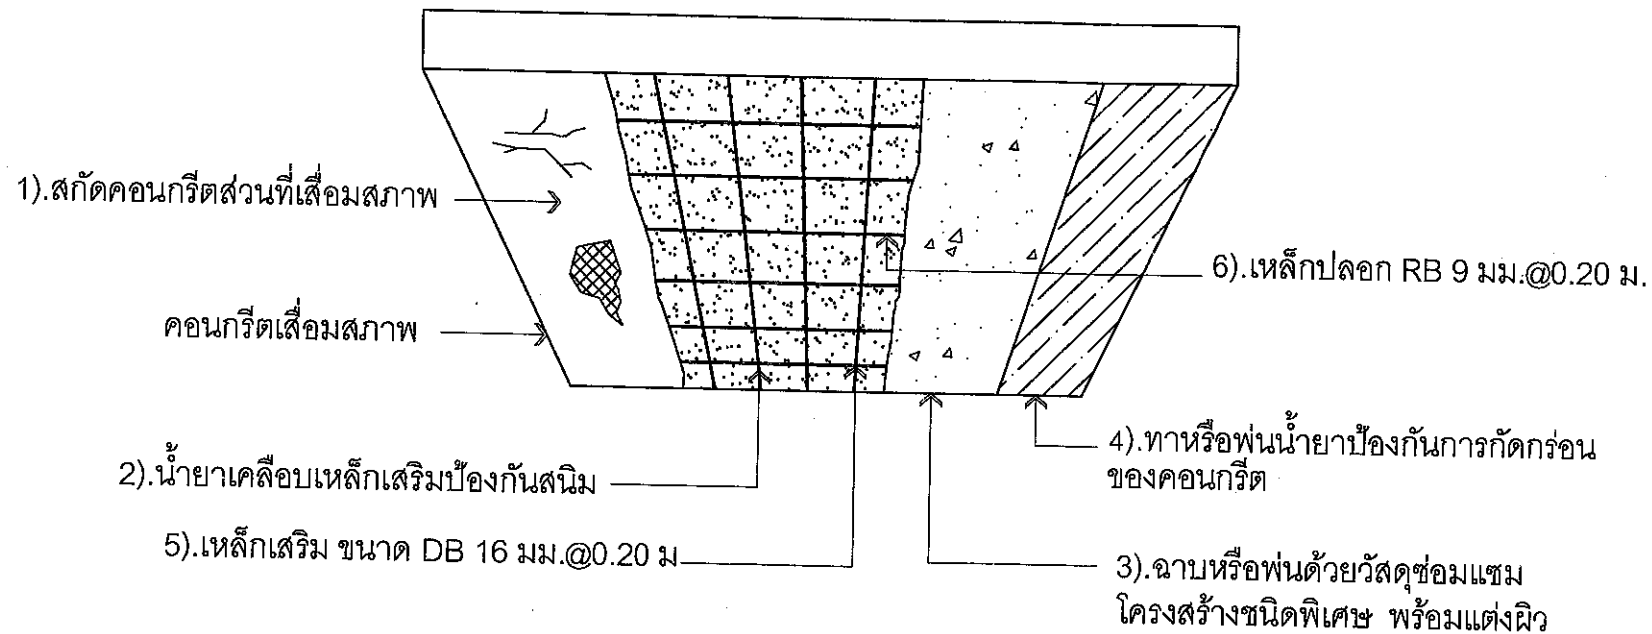 1).สกัดคอนกรีตส่วนที่เสื่อมสภาพ
6).เหล็กปลอก RB 9 มม.@0.20 ม.
คอนกรีตเสื่อมสภาพ
4).ทาหรือพ่นน้ำยาป้องกันการกัดกร่อน
ของคอนกรีต
2).น้ำยาเคลือบเหล็กเสริมป้องกันสนิม
5).เหล็กเสริม ขนาด DB 16 มม.@0.20 ม
3).ฉาบหรือพ่นด้วยวัสดุซ่อมแซม
โครงสร้างชนิดพิเศษ พร้อมแต่งผิว